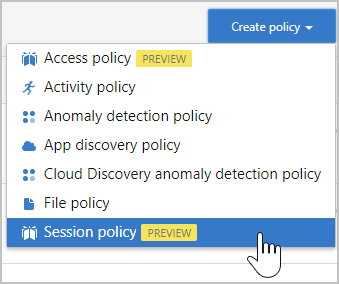 Create policy
Access policy PREVIEW
Activity policy
Anomaly detection policy
App discovery policy
Cloud Discovery anomaly detection policy
File policy
Session policy PREVIEW